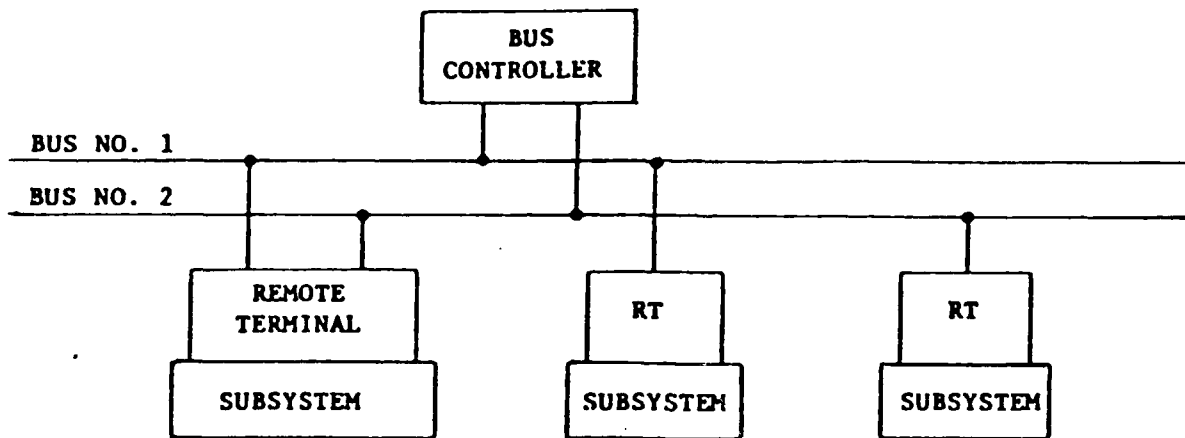 BUS
CONTROLLER
BUS NO. 1
BUS NO. 2
REMOTE
TERMINAL
RT
RT
SUBSYSTEM
SUBSYSTEM
SUBSYSTEM